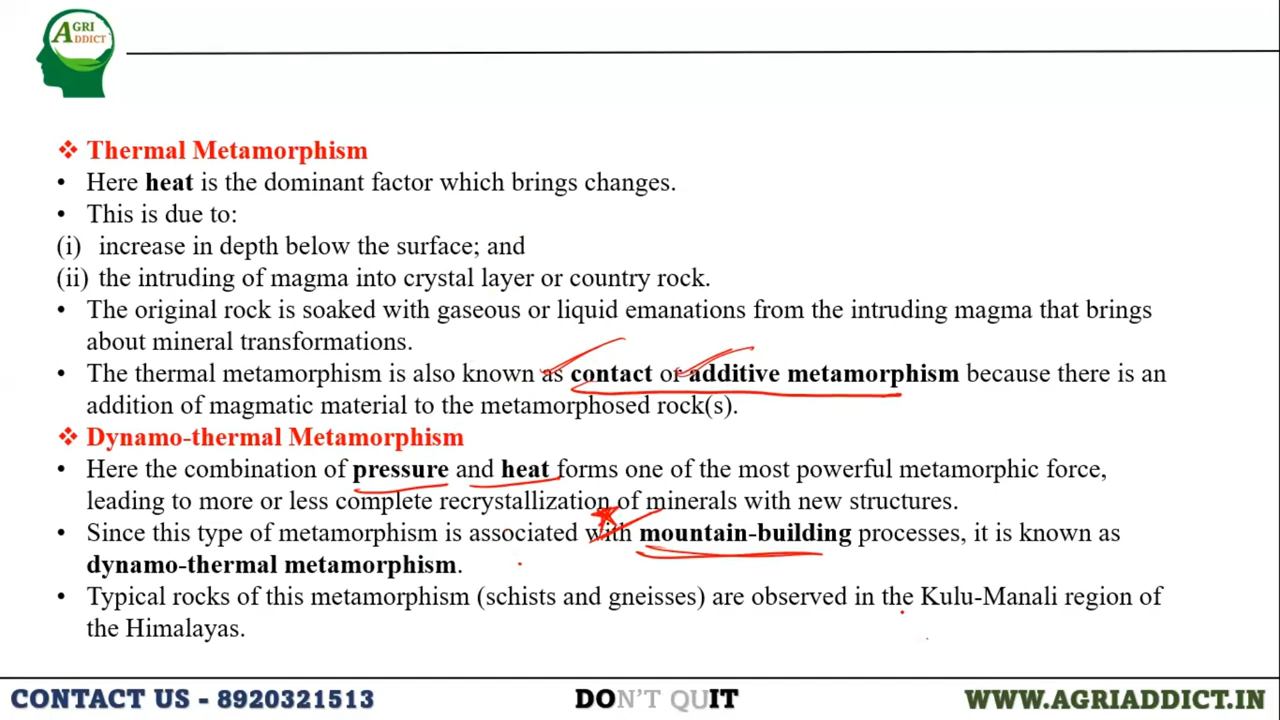 AGRI
ADDICT
❖ Thermal Metamorphism
• Here heat is the dominant factor which brings changes.
• This is due to:
(i) increase in depth below the surface; and
(ii) the intruding of magma into crystal layer or country rock.
• The original rock is soaked with gaseous or liquid emanations from the intruding magma that brings
about mineral transformations.
• The thermal metamorphism is also known as contact or additive metamorphism because there is an
addition of magmatic material to the metamorphosed rock(s).
❖ Dynamo-thermal Metamorphism
• Here the combination of pressure and heat forms one of the most powerful metamorphic force,
leading to more or less complete recrystallization of minerals with new structures.
• Since this type of metamorphism is associated with mountain-building processes, it is known as
dynamo-thermal metamorphism.
• Typical rocks of this metamorphism (schists and gneisses) are observed in the Kulu-Manali region of
the Himalayas.
CONTACT US - 8920321513 DON'T QUIT WWW.AGRIADDICT.IN